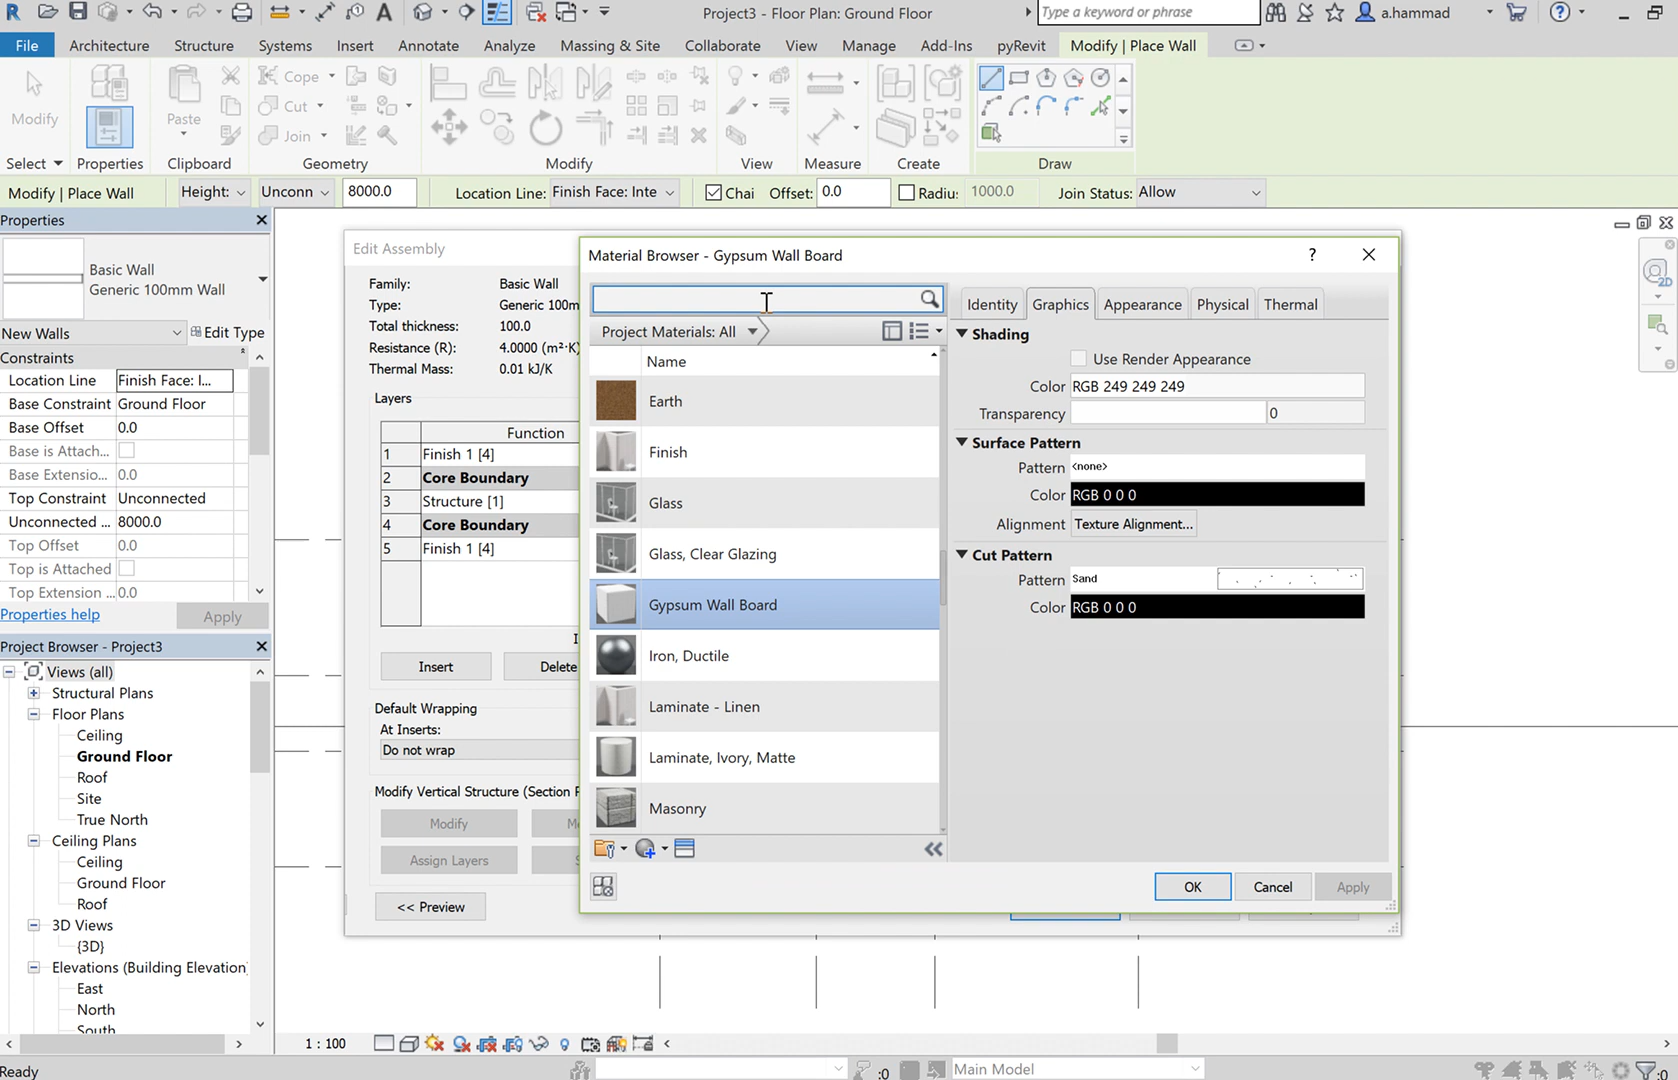 Project3 - Floor Plan: Ground Floor
Type a keyword or phrase
a.hammad
File Architecture Structure Systems Insert Annotate Analyze Massing & Site Collaborate View Manage Add-Ins pyRevit Modify | Place Wall
Modify
Paste
Cope
Cut
Join
Select Properties Clipboard Geometry Modify View Measure Create Draw
Modify | Place Wall Height: Unconn 8000.0 Location Line: Finish Face: Inte Chai Offset: 0.0 Radiu: 1000.0 Join Status: Allow
Properties
Basic Wall
Generic 100mm Wall
New Walls Edit Type
Constraints
Location Line Finish Face: I...
Base Constraint Ground Floor
Base Offset 0.0
Base is Attach...
Base Extensio... 0.0
Top Constraint Unconnected
Unconnected ... 8000.0
Top Offset 0.0
Top is Attached
Top Extension ... 0.0
Properties help Apply
Project Browser - Project3
Views (all)
Structural Plans
Floor Plans
Ceiling
Ground Floor
Roof
Site
True North
Ceiling Plans
Ceiling
Ground Floor
Roof
3D Views
{3D}
Elevations (Building Elevation)
East
North
South
Edit Assembly
Family: Basic Wall
Type: Generic 100m
Total thickness: 100.0
Resistance (R): 4.0000 (m²·K)
Thermal Mass: 0.01 kJ/K
Layers
Function
1 Finish 1 [4]
2 Core Boundary
3 Structure [1]
4 Core Boundary
5 Finish 1 [4]
Insert Delete
Default Wrapping
At Inserts:
Do not wrap
Modify Vertical Structure (Section P
Modify
Assign Layers
<< Preview
Material Browser - Gypsum Wall Board
Project Materials: All
Name
Earth
Finish
Glass
Glass, Clear Glazing
Gypsum Wall Board
Iron, Ductile
Laminate - Linen
Laminate, Ivory, Matte
Masonry
Identity Graphics Appearance Physical Thermal
Shading
Use Render Appearance
Color RGB 249 249 249
Transparency 0
Surface Pattern
Pattern <none>
Color RGB 0 0 0
Alignment Texture Alignment...
Cut Pattern
Pattern Sand
Color RGB 0 0 0
OK Cancel Apply
1 : 100
Ready :0 Main Model :0